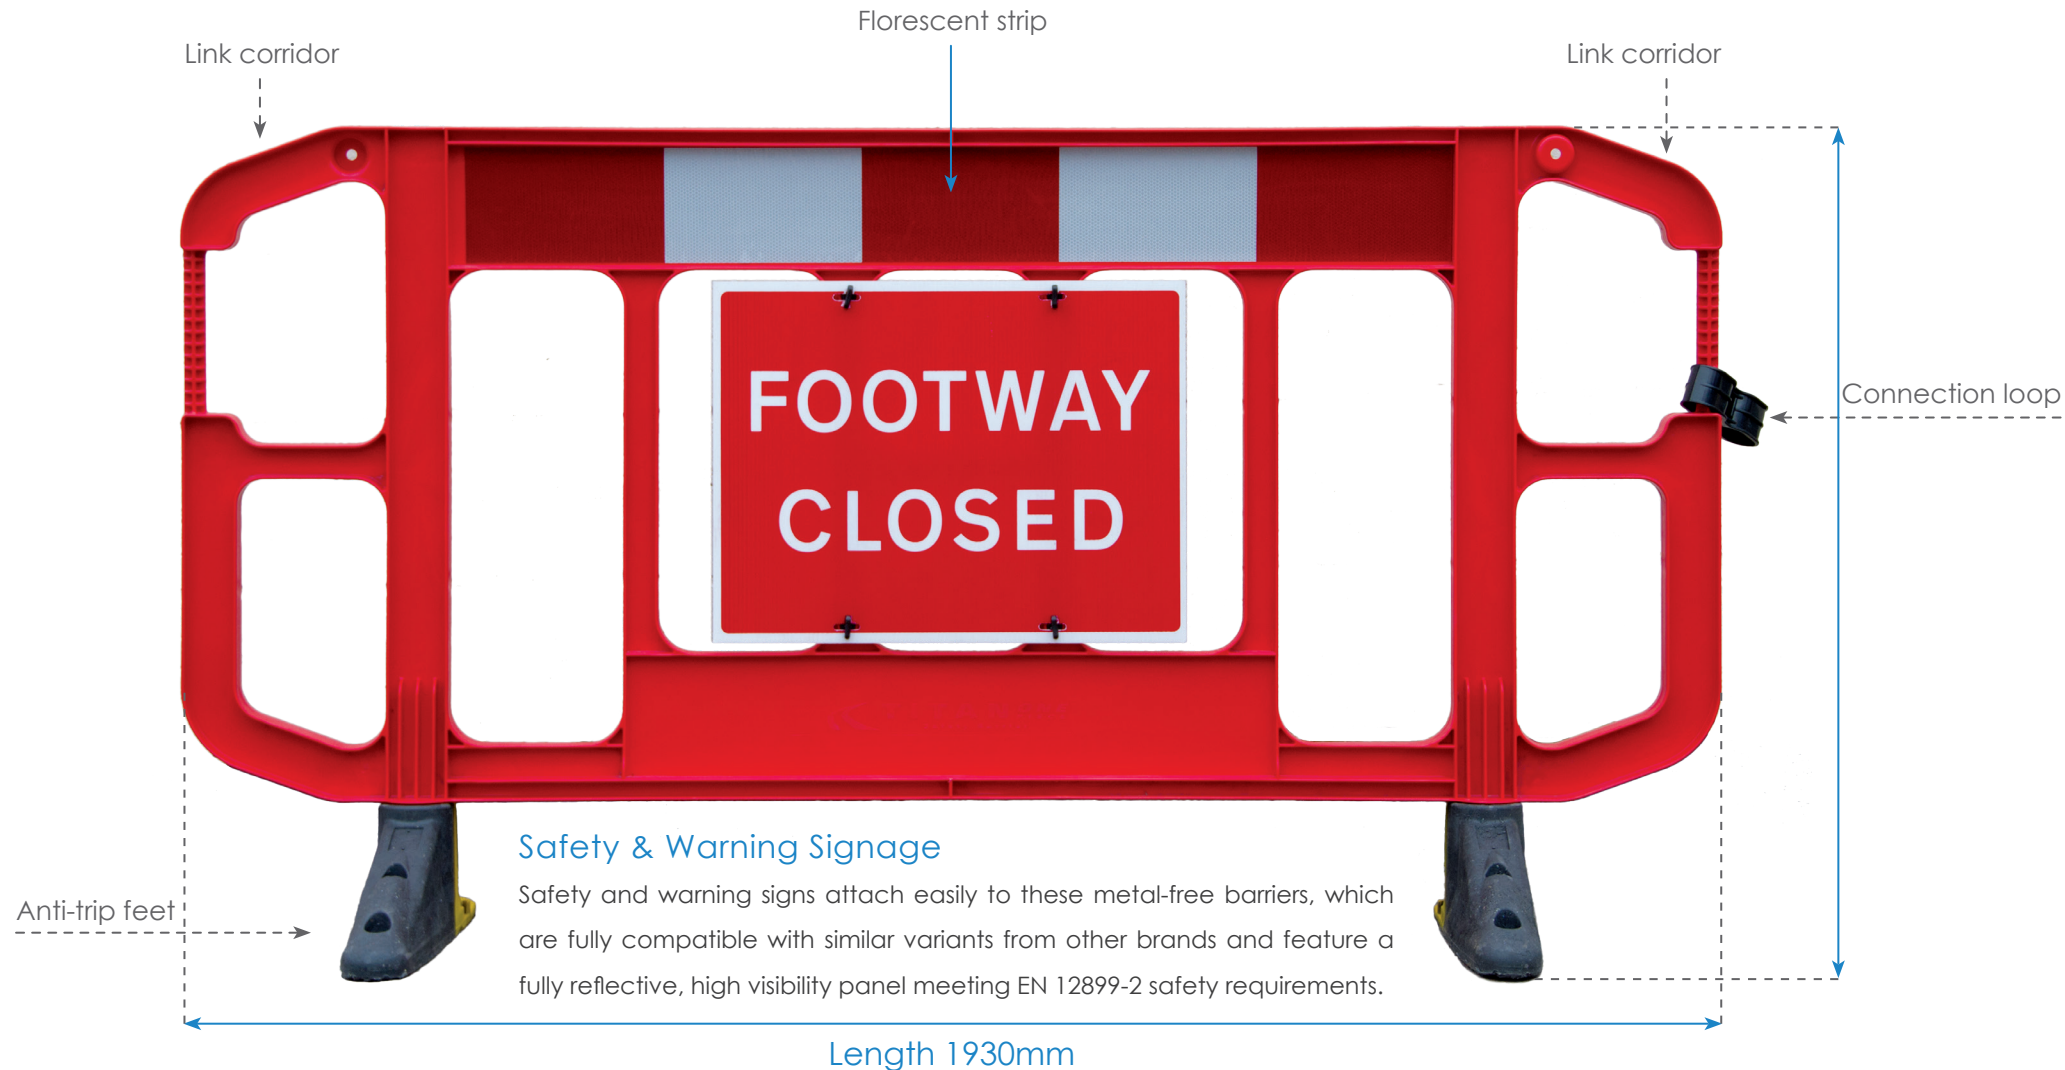 Florescent strip
Link corridor
Link corridor
FOOTWAY
CLOSED
Connection loop
Safety & Warning Signage
Safety and warning signs attach easily to these metal-free barriers, which
are fully compatible with similar variants from other brands and feature a
fully reflective, high visibility panel meeting EN 12899-2 safety requirements.
Anti-trip feet
Length 1930mm